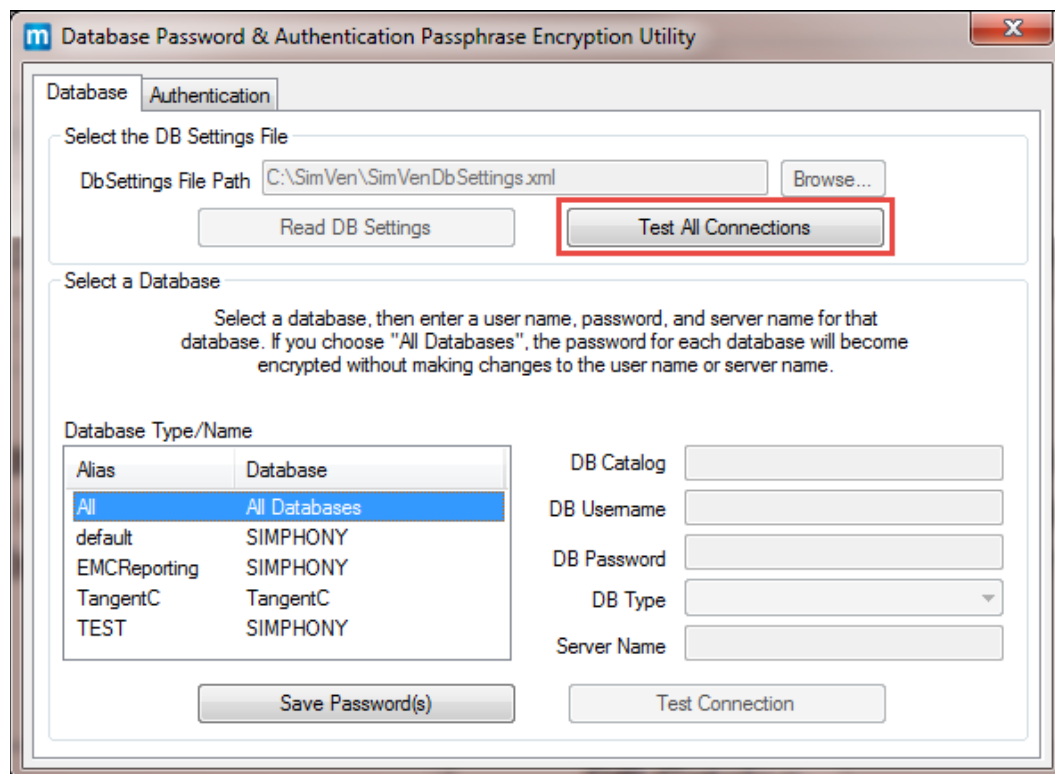 m Database Password & Authentication Passphrase Encryption Utility
X
Database Authentication
Select the DB Settings File
DbSettings File Path C:\SimVen\SimVenDbSettings.xml Browse...
Read DB Settings Test All Connections
Select a Database
Select a database, then enter a user name, password, and server name for that
database. If you choose "All Databases", the password for each database will become
encrypted without making changes to the user name or server name.
Database Type/Name
Alias Database
All All Databases
default SIMPHONY
EMCReporting SIMPHONY
TangentC TangentC
TEST SIMPHONY
DB Catalog
DB Username
DB Password
DB Type
Server Name
Save Password(s) Test Connection